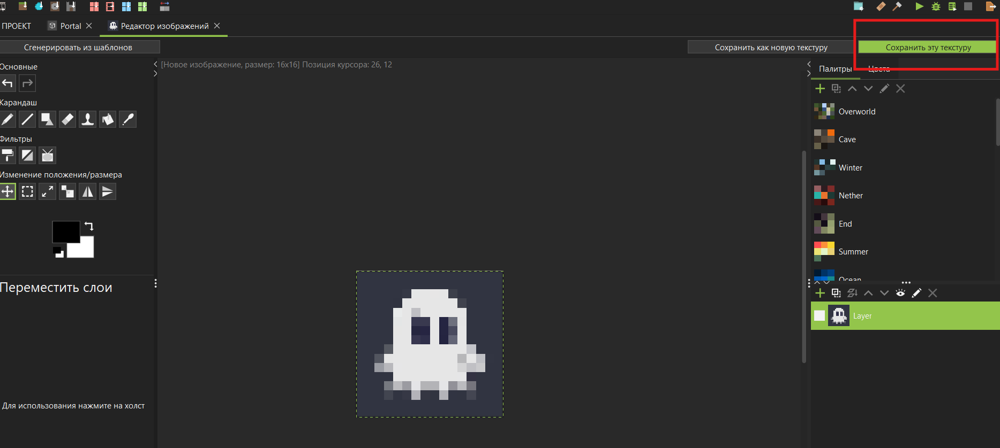 ПРОЕКТ
Portal
Редактор изображений
Сгенерировать из шаблонов
Сохранить как новую текстуру
Сохранить эту текстуру
Основные
[Новое изображение, размер: 16x16] Позиция курсора: 26, 12
Палитры
Цвета
Карандаш
Фильтры
Изменение положения/размера
Переместить слои
Для использования нажмите на холст
Overworld
Cave
Winter
Nether
End
Summer
Ocean
Layer